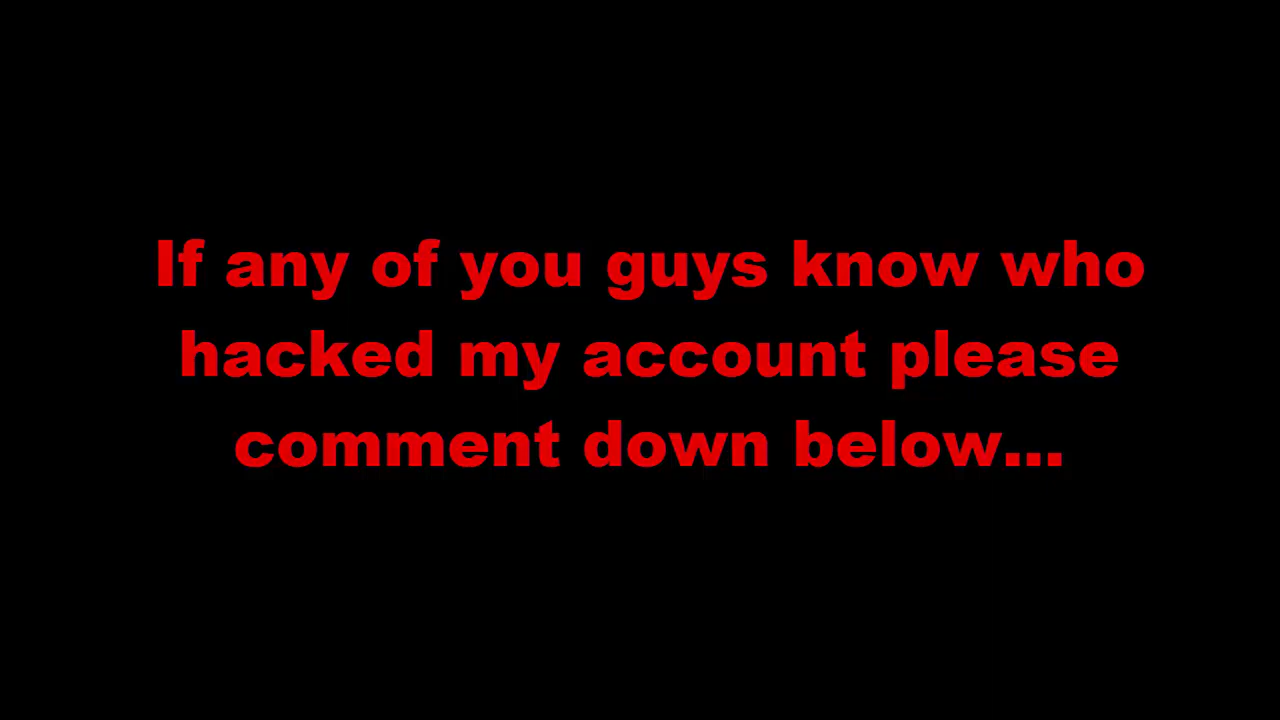 If any of you guys know who
hacked my account please
comment down below...